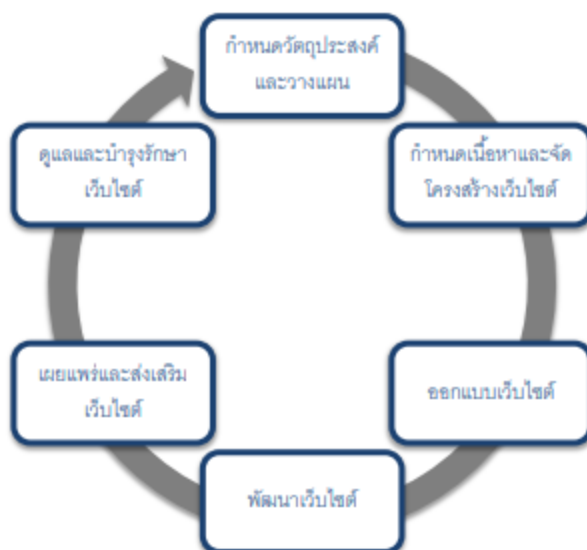 กำหนดวัตถุประสงค์
และวางแผน
กำหนดเนื้อหาและจัด
โครงสร้างเว็บไซต์
ออกแบบเว็บไซต์
พัฒนาเว็บไซต์
เผยแพร่และส่งเสริม
เว็บไซต์
ดูแลและบำรุงรักษา
เว็บไซต์